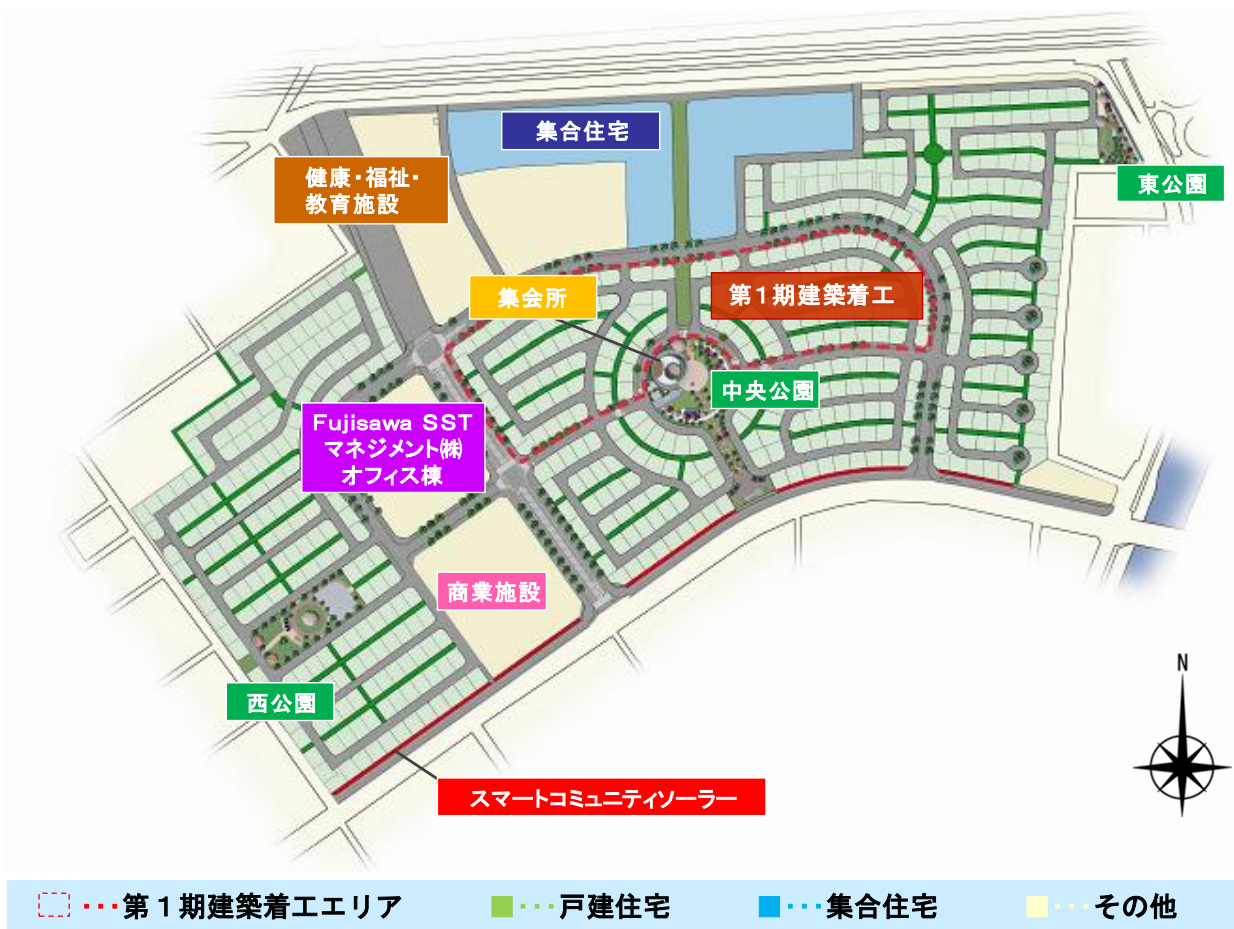 集合住宅
健康・福祉・
教育施設
東公園
集会所
第1期建築着工
中央公園
Fujisawa SST
マネジメント㈱
オフィス棟
商業施設
西公園
N
スマートコミュニティソーラー
・・・第1期建築着工エリア
・・・戸建住宅
・・・集合住宅
・・・その他